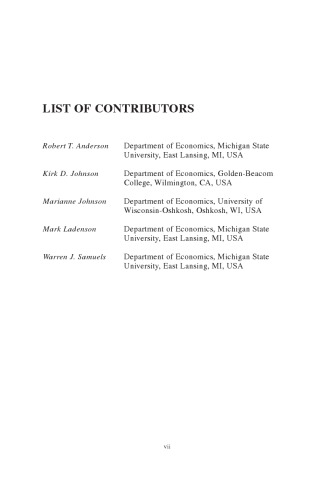 LIST OF CONTRIBUTORS
Robert T. Anderson Department of Economics, Michigan State
University, East Lansing, MI, USA
Kirk D. Johnson Department of Economics, Golden-Beacom
College, Wilmington, CA, USA
Marianne Johnson Department of Economics, University of
Wisconsin-Oshkosh, Oshkosh, WI, USA
Mark Ladenson Department of Economics, Michigan State
University, East Lansing, MI, USA
Warren J. Samuels Department of Economics, Michigan State
University, East Lansing, MI, USA
vii